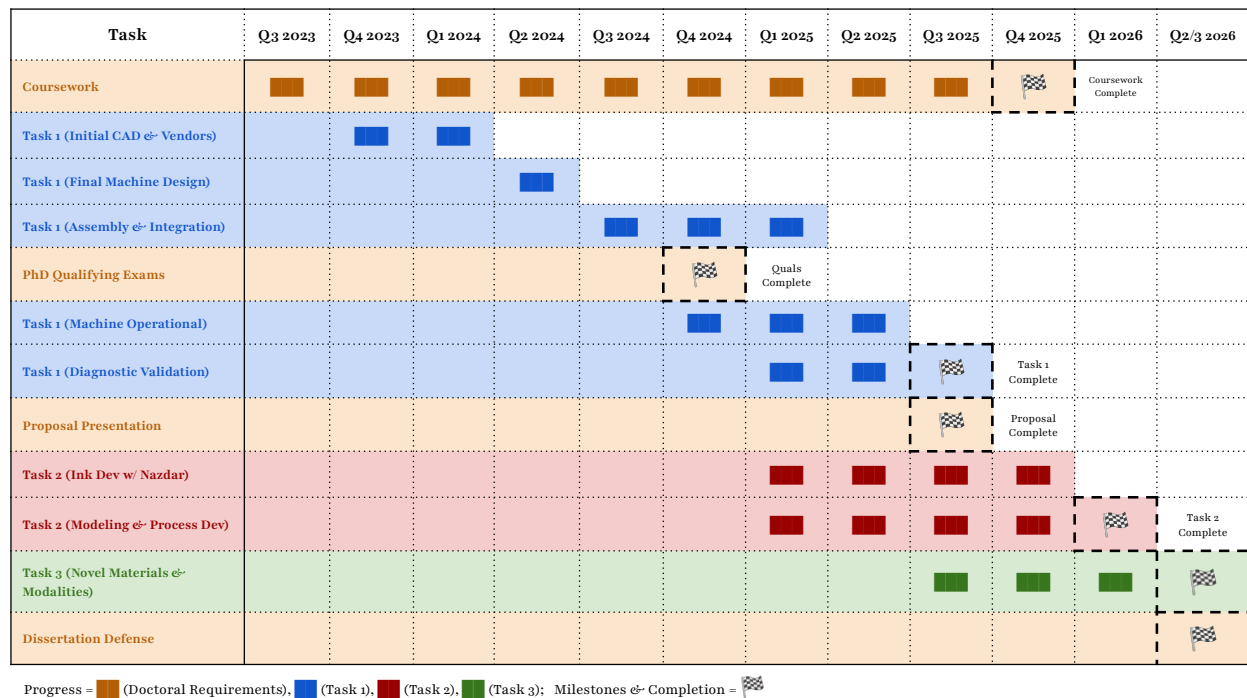 Task Q3 2023 Q4 2023 Q1 2024 Q2 2024 Q3 2024 Q4 2024 Q1 2025 Q2 2025 Q3 2025 Q4 2025 Q1 2026 Q2/3 2026
Coursework
Coursework
Complete
Task 1 (Initial CAD & Vendors)
Task 1 (Final Machine Design)
Task 1 (Assembly & Integration)
PhD Qualifying Exams
Quals
Complete
Task 1 (Machine Operational)
Task 1 (Diagnostic Validation)
Task 1
Complete
Proposal Presentation
Proposal
Complete
Task 2 (Ink Dev w/ Nazdar)
Task 2 (Modeling & Process Dev)
Task 2
Complete
Task 3 (Novel Materials &
Modalities)
Dissertation Defense
Progress = ██ (Doctoral Requirements), ██ (Task 1), ██ (Task 2), ██ (Task 3); Milestones & Completion = 🏁